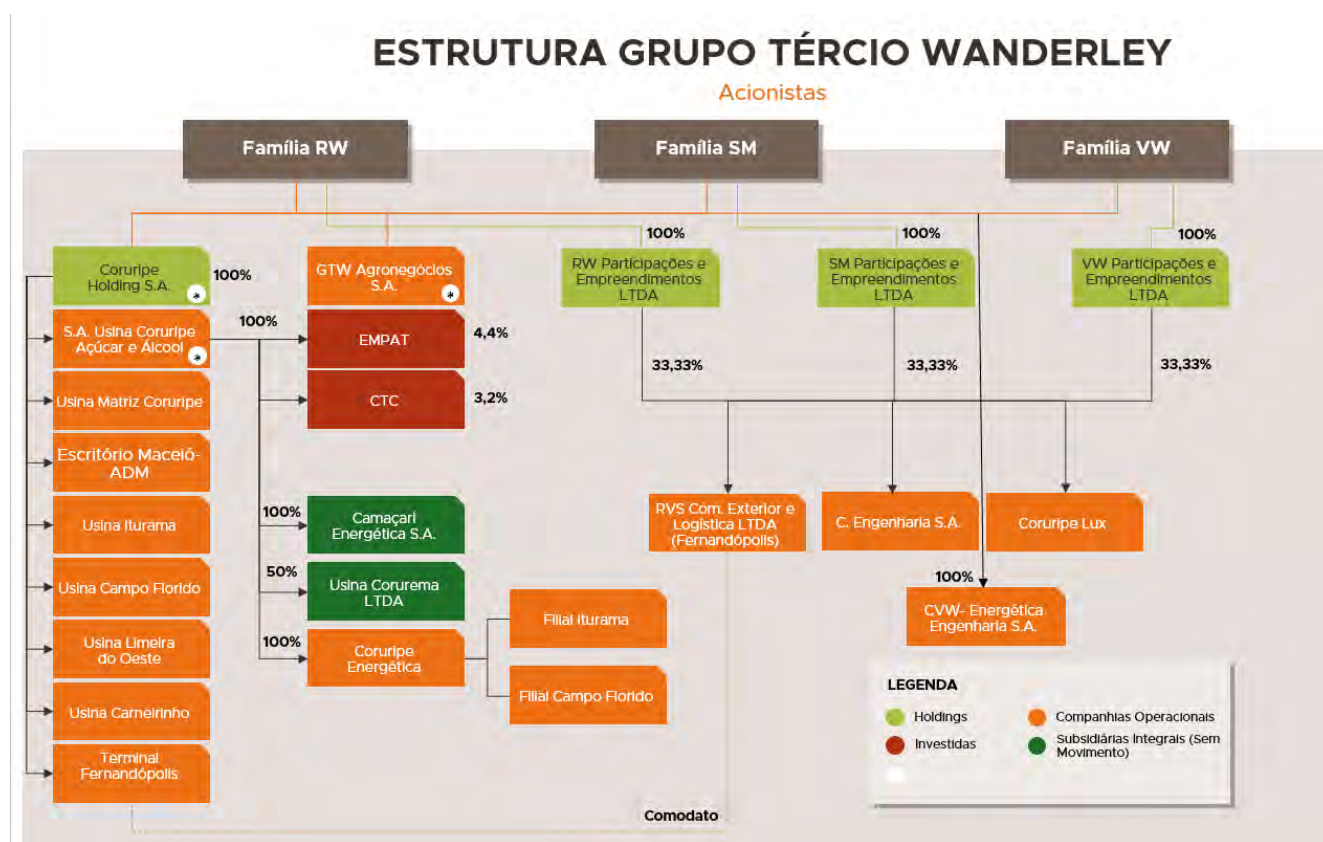 ESTRUTURA GRUPO TÉRCIO WANDERLEY
Acionistas
Família RW
Família SM
Família VW
Coruripe
Holding S.A.
*
100%
GTW Agronegócios
S.A.
*
100%
RW Participações e
Empreendimentos
LTDA
100%
SM Participações e
Empreendimentos
LTDA
100%
VW Participações e
Empreendimentos
LTDA
S.A. Usina Coruripe
Açúcar e Álcool
*
100%
EMPAT
4,4%
CTC
3,2%
33,33%
33,33%
33,33%
Usina Matriz Coruripe
Escritório Maceió-
ADM
Usina Iturama
Usina Campo Florido
Usina Limeira
do Oeste
Usina Carneirinho
Terminal
Fernandópolis
100%
Camaçari
Energética S.A.
50%
Usina Corurema
LTDA
100%
Coruripe
Energética
Filial Iturama
Filial Campo Florido
RVS Com. Exterior e
Logística LTDA
(Fernandópolis)
C. Engenharia S.A.
Coruripe Lux
100%
CVW- Energética
Engenharia S.A.
LEGENDA
Holdings
Companhias Operacionais
Investidas
Subsidiárias Integrais (Sem
Movimento)
Comodato